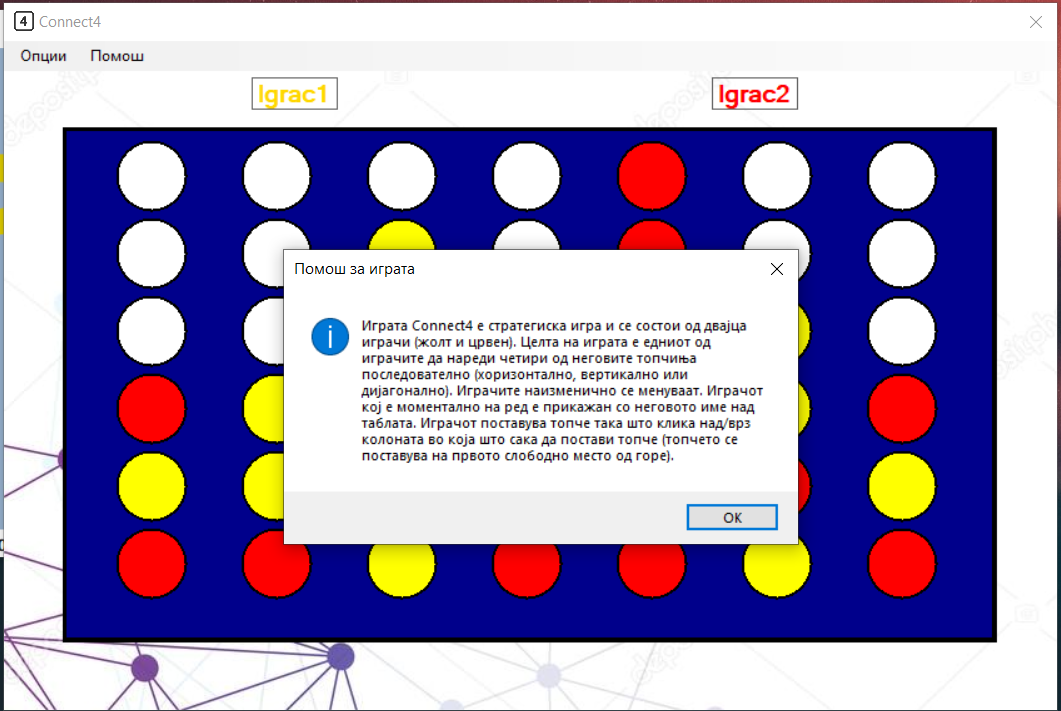 4 Connect4
Опции Помош
Igrac1 Igrac2
Помош за играта
Играта Connect4 е стратегиска игра и се состои од двајца
играчи (жолт и црвен). Целта на играта е едниот од
играчите да нареди четири од неговите топчиња
последователно (хоризонтално, вертикално или
дијагонално). Играчите наизменично се менуваат. Играчот
кој е моментално на ред е прикажан со неговото име над
таблата. Играчот поставува топче така што клика над/врз
колоната во која што сака да постави топче (топчето се
поставува на првото слободно место од горе).
OK